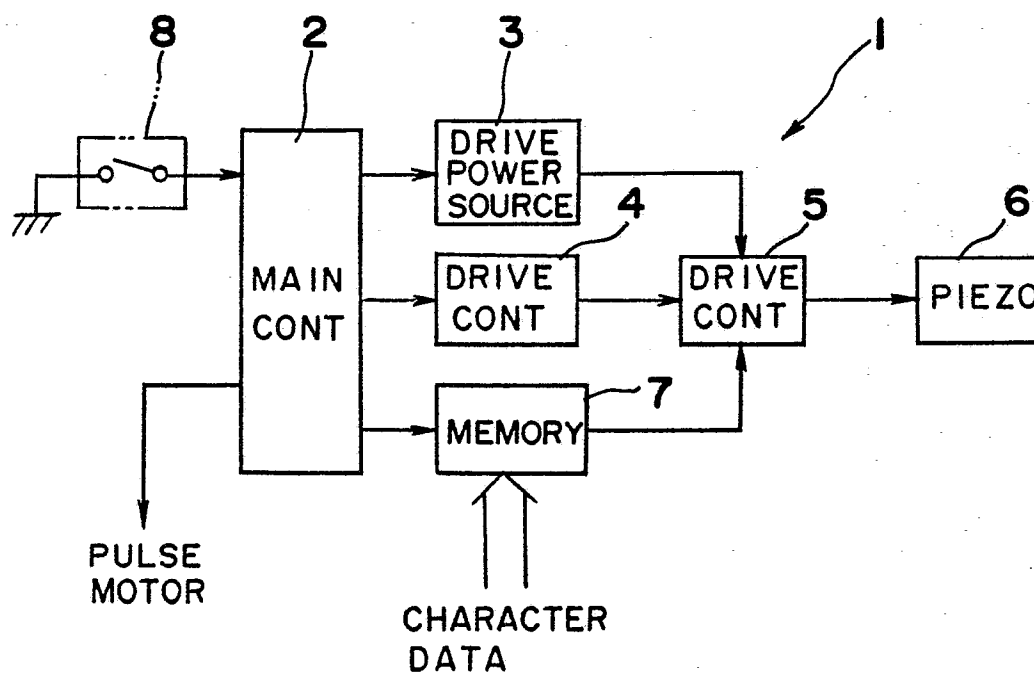 8
2
3
1
DRIVE
POWER
SOURCE
4
5
6
MAIN
CONT
DRIVE
CONT
DRIVE
CONT
PIEZO
7
MEMORY
PULSE
MOTOR
CHARACTER
DATA